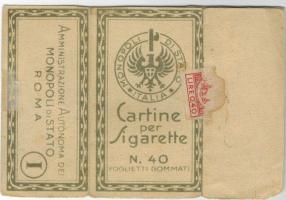 AMMINISTRAZIONE AUTONOMA DEI
MONOPOLI DI STATO
ROMA
I
MONOPOLI DI STATO
ITALIA
Cartine
per
Sigarette
N. 40
FOGLIETTI GOMMATI
LIRE 0,40